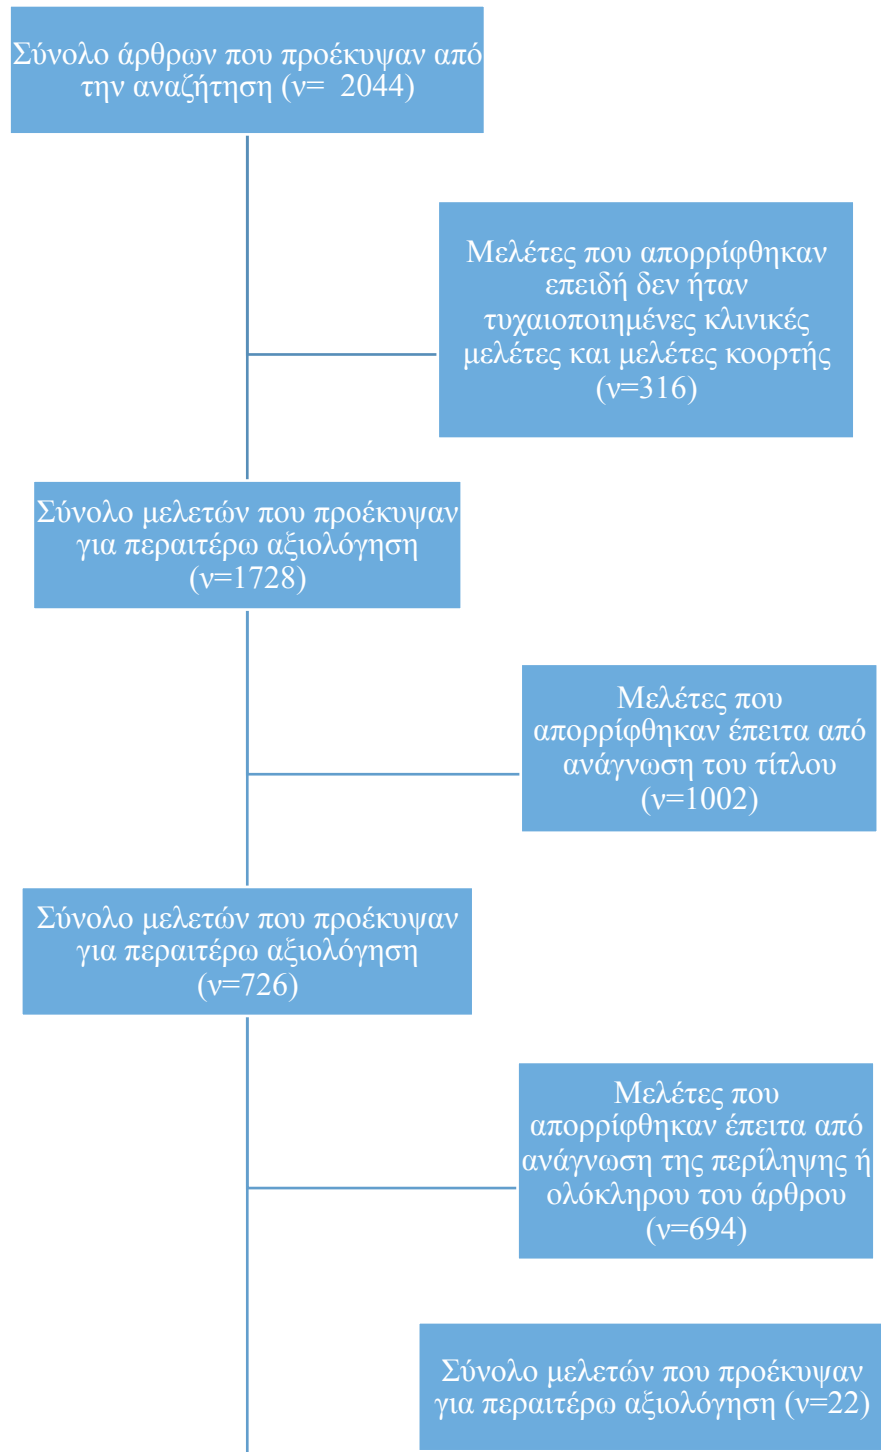 Σύνολο άρθρων που προέκυψαν από
την αναζήτηση (ν=  2044)
Μελέτες που απορρίφθηκαν
επειδή δεν ήταν
τυχαιοποιημένες κλινικές
μελέτες και μελέτες κοορτής
(ν=316)
Σύνολο μελετών που προέκυψαν
για περαιτέρω αξιολόγηση
(ν=1728)
Μελέτες που
απορρίφθηκαν έπειτα από
ανάγνωση του τίτλου
(ν=1002)
Σύνολο μελετών που προέκυψαν
για περαιτέρω αξιολόγηση
(ν=726)
Μελέτες που
απορρίφθηκαν έπειτα από
ανάγνωση της περίληψης ή
ολόκληρου του άρθρου
(ν=694)
Σύνολο μελετών που προέκυψαν
για περαιτέρω αξιολόγηση (ν=22)